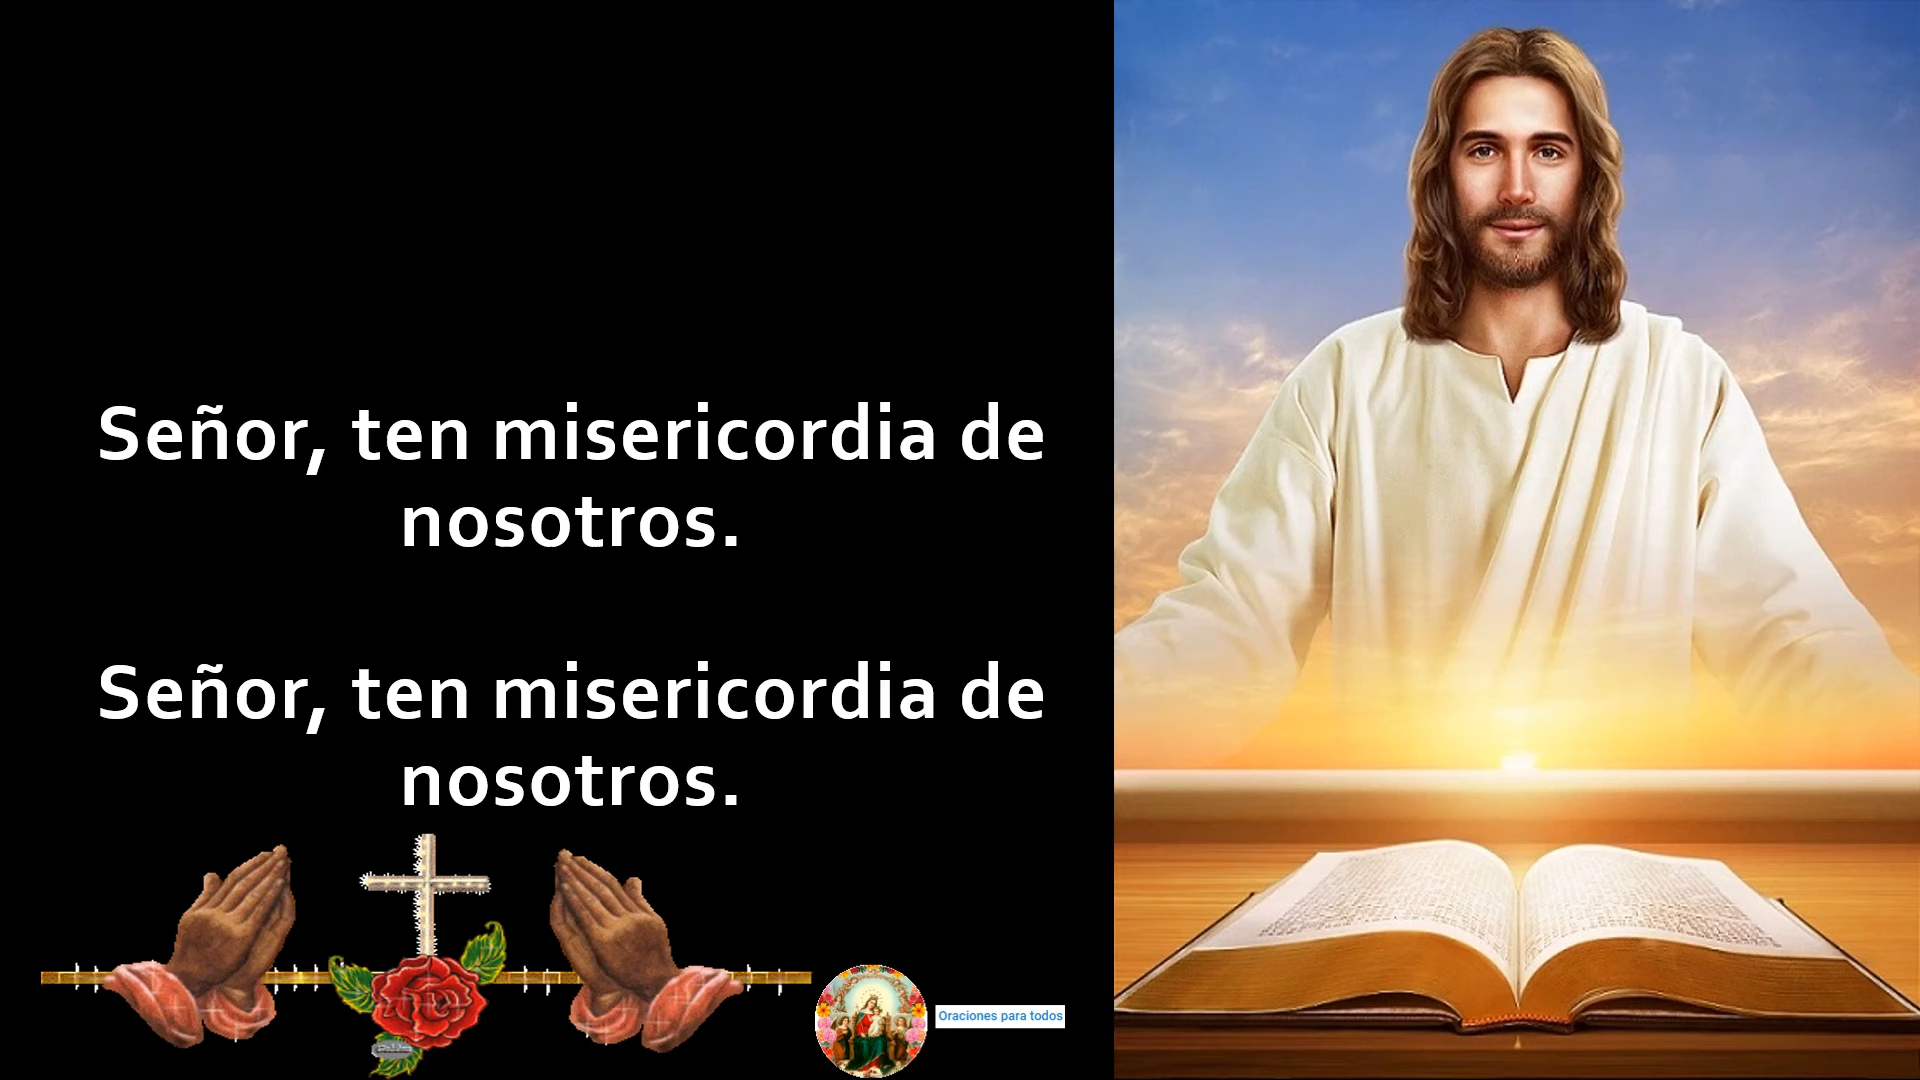 Señor, ten misericordia de
nosotros.
Señor, ten misericordia de
nosotros.
Oraciones para todos